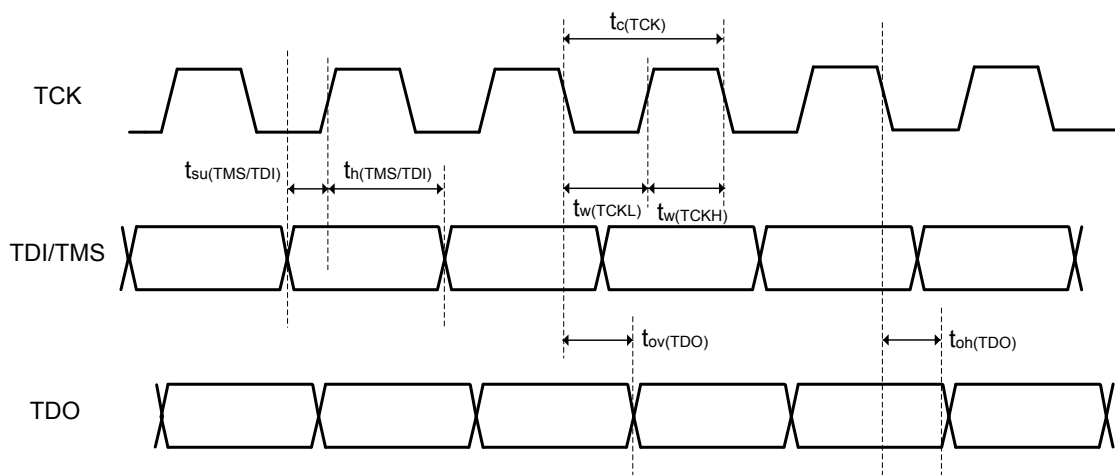 tc(TCK)
TCK
tsu(TMS/TDI)
th(TMS/TDI)
tw(TCKL)
tw(TCKH)
TDI/TMS
tov(TDO)
toh(TDO)
TDO